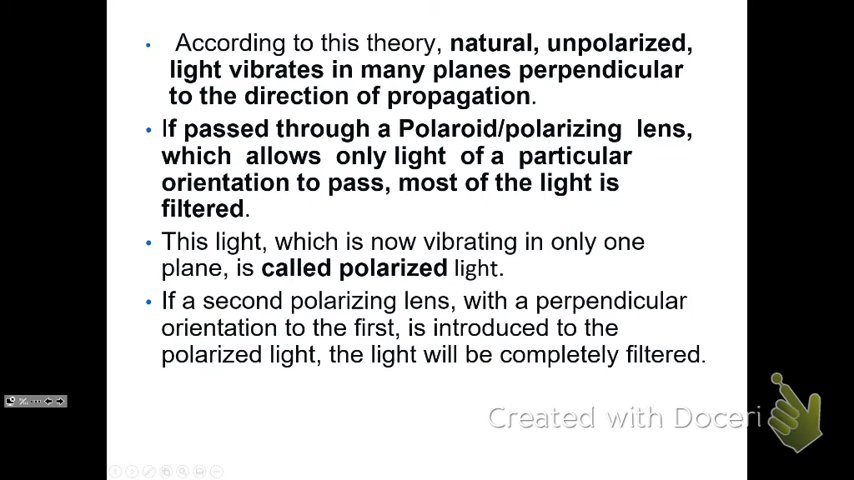 • According to this theory, natural, unpolarized,
light vibrates in many planes perpendicular
to the direction of propagation.
• If passed through a Polaroid/polarizing lens,
which allows only light of a particular
orientation to pass, most of the light is
filtered.
• This light, which is now vibrating in only one
plane, is called polarized light.
• If a second polarizing lens, with a perpendicular
orientation to the first, is introduced to the
polarized light, the light will be completely filtered.
Created with Doceri